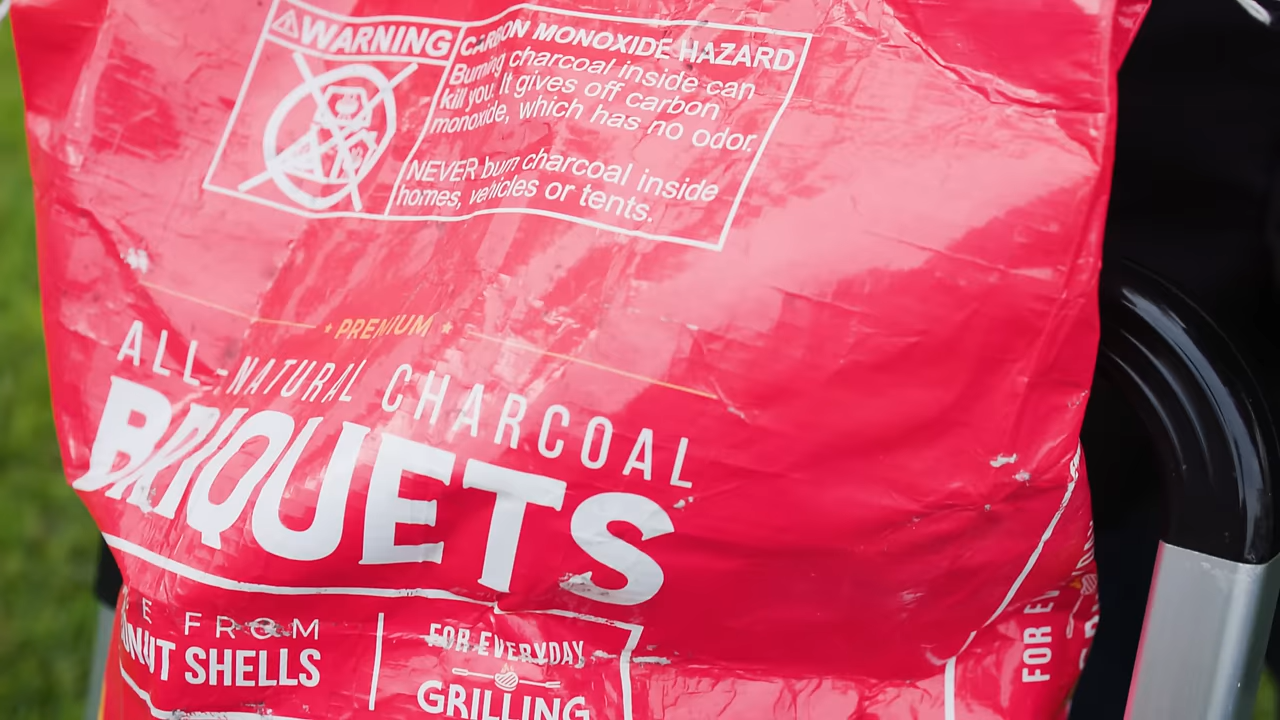 WARNING
CARBON MONOXIDE HAZARD
Burning charcoal inside can
kill you. It gives off carbon
monoxide, which has no odor.
NEVER burn charcoal inside
homes, vehicles or tents.
PREMIUM
ALL-NATURAL CHARCOAL
BRIQUETS
E FROM
NUT SHELLS
FOR EVERYDAY
GRILLING
FOR EV